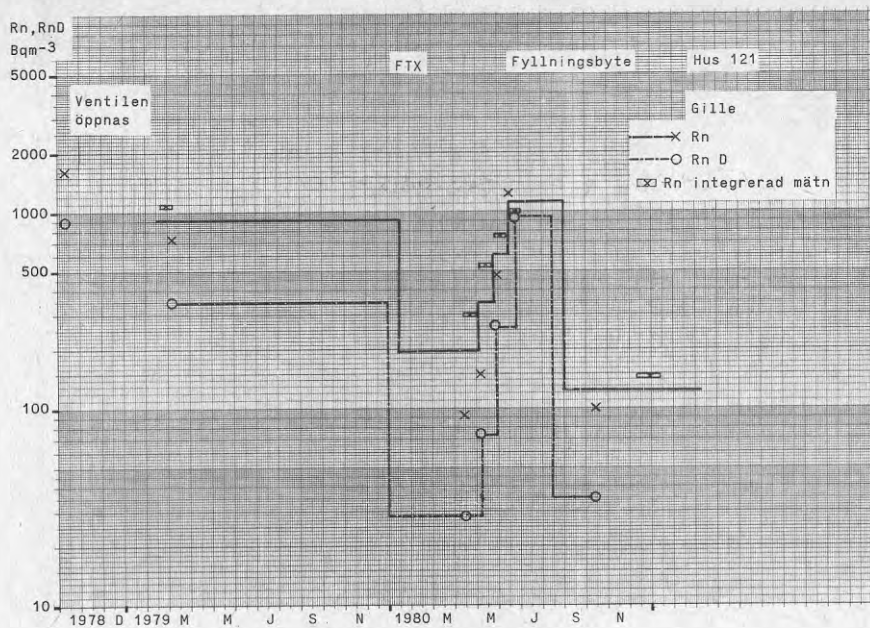 Rn,RnD
Bqm-3
FTX
Fyllningsbyte
Hus 121
5000
Ventilen
öppnas
Gille
Rn
Rn D
Rn integrerad mätn
2000
1000
500
100
10
1978 D 1979 M M J S N 1980 M M J S N